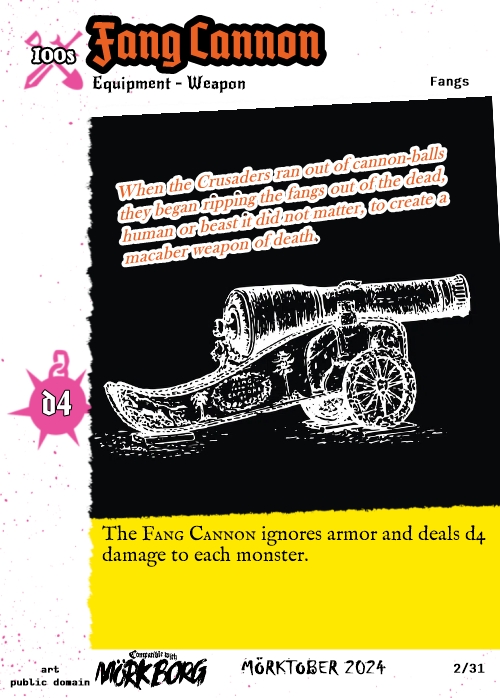 100s
Fang Cannon
Equipment - Weapon
Fangs
When the Crusaders ran out of cannon-balls
they began ripping the fangs out of the dead,
human or beast it did not matter, to create a
macaber weapon of death.
2
d4
The Fang Cannon ignores armor and deals d4
damage to each monster.
art
public domain
Compatible with
MÖRK BORG
MÖRKTOBER 2024
2/31